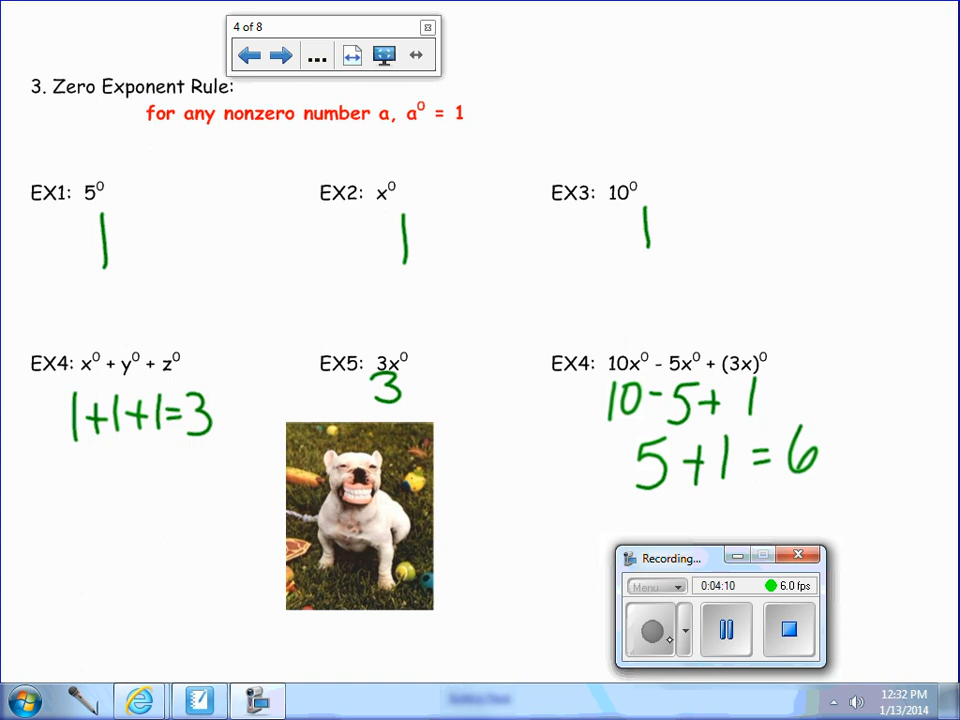 4 of 8
3. Zero Exponent Rule:
for any nonzero number a, a⁰ = 1
EX1: 5⁰
EX2: x⁰
EX3: 10⁰
1
1
1
EX4: x⁰ + y⁰ + z⁰
EX5: 3x⁰
EX4: 10x⁰ - 5x⁰ + (3x)⁰
1+1+1=3
3
10-5+ 1
5+1=6
Recording...
Menu
0:04:10
6.0 fps
12:32 PM
1/13/2014